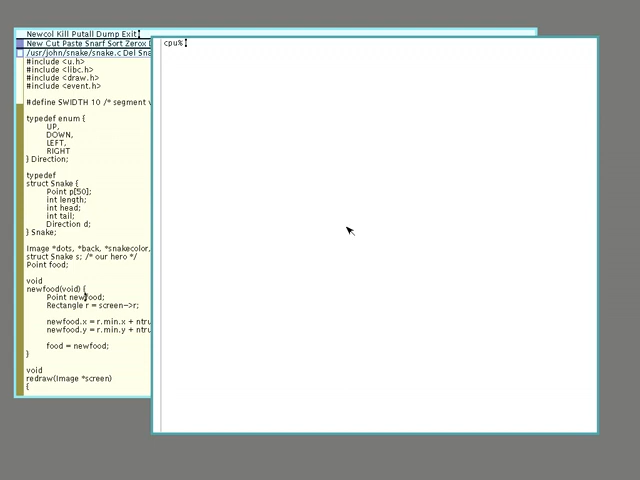 Newcol Kill Putall Dump Exit
New Cut Paste Snarf Sort Zerox
/usr/john/snake/snake.c Del
cpu%
#include <u.h>
#include <libc.h>
#include <draw.h>
#include <event.h>
#define SWIDTH 10 /* segment
typedef enum {
UP,
DOWN,
LEFT,
RIGHT
} Direction;
typedef
struct Snake {
Point p[50];
int length;
int head;
int tail;
Direction d;
} Snake;
Image *dots, *back, *snakecolor,
struct Snake s; /* our hero */
Point food;
void
newfood(void) {
Point newfood;
Rectangle r = screen->r;
newfood.x = r.min.x +
newfood.y = r.min.y +
food = newfood;
}
void
redraw(Image *screen)
{